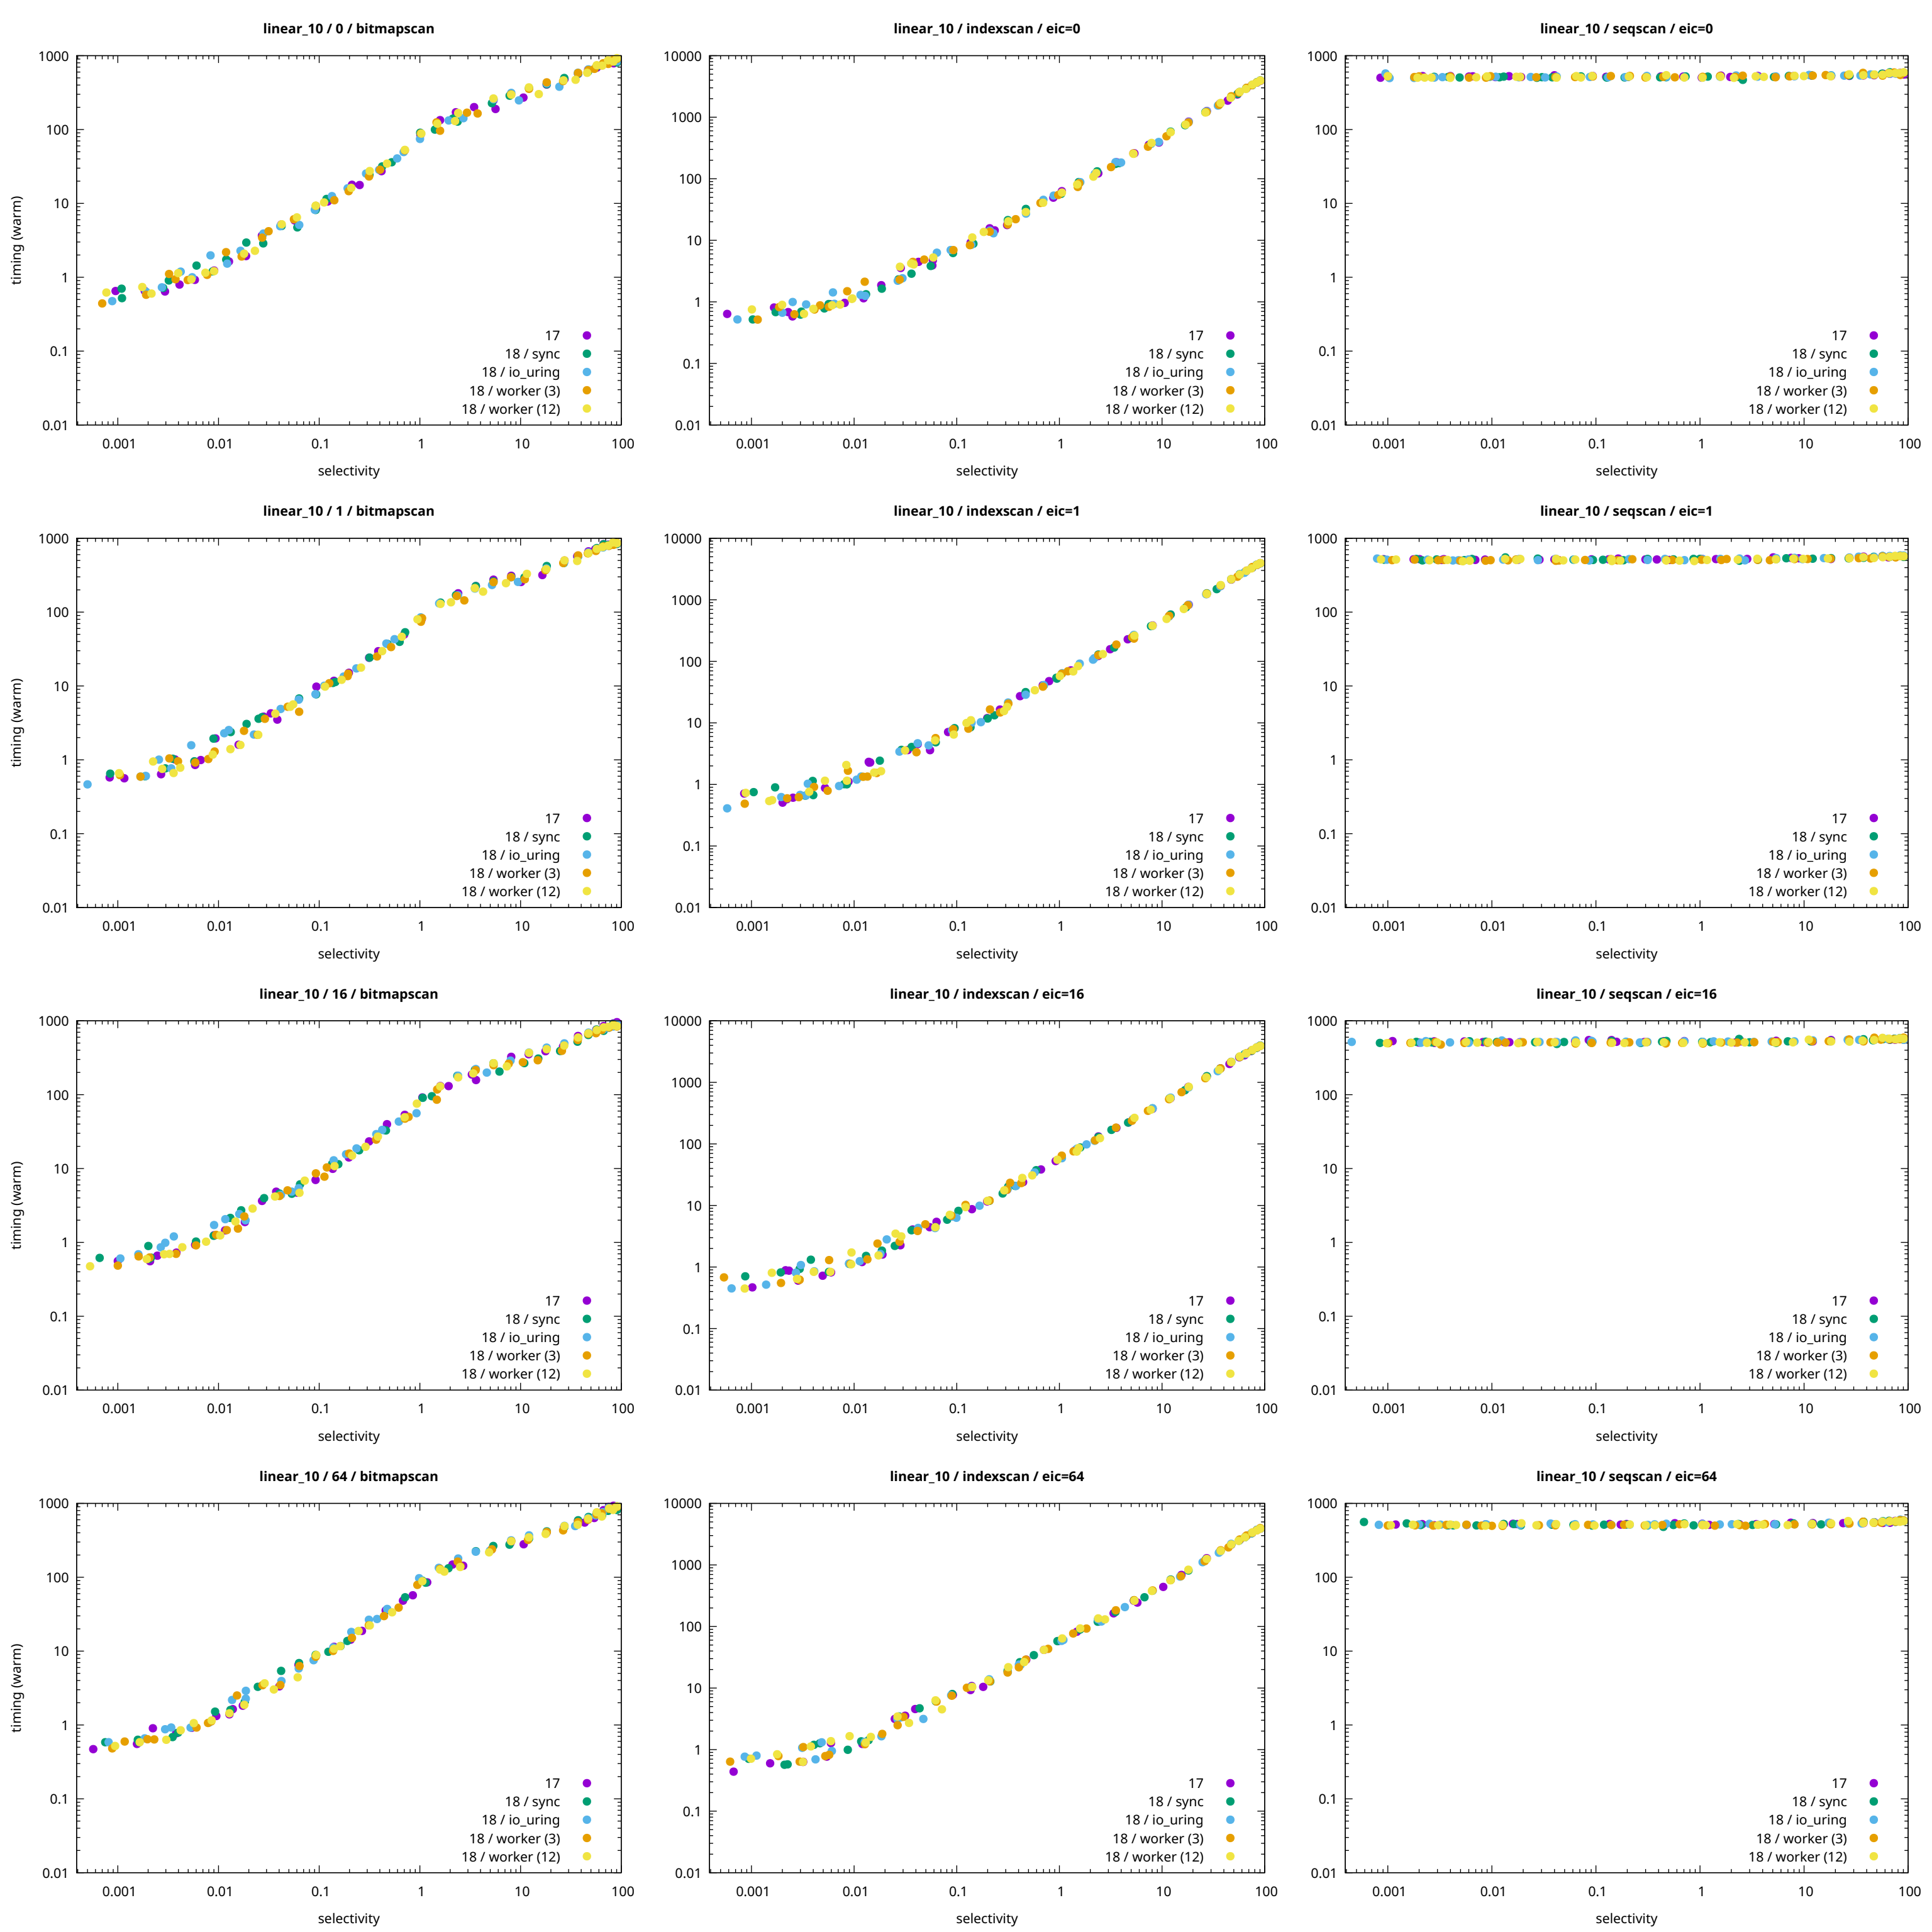 linear_10 / 0 / bitmapscan
1000
100
10
1
0.1
0.01
timing (warm)
0.001 0.01 0.1 1 10 100
selectivity
17
18 / sync
18 / io_uring
18 / worker (3)
18 / worker (12)
linear_10 / indexscan / eic=0
10000
1000
100
10
1
0.1
0.01
0.001 0.01 0.1 1 10 100
selectivity
17
18 / sync
18 / io_uring
18 / worker (3)
18 / worker (12)
linear_10 / seqscan / eic=0
1000
100
10
1
0.1
0.01
0.001 0.01 0.1 1 10 100
selectivity
17
18 / sync
18 / io_uring
18 / worker (3)
18 / worker (12)
linear_10 / 1 / bitmapscan
1000
100
10
1
0.1
0.01
timing (warm)
0.001 0.01 0.1 1 10 100
selectivity
17
18 / sync
18 / io_uring
18 / worker (3)
18 / worker (12)
linear_10 / indexscan / eic=1
10000
1000
100
10
1
0.1
0.01
0.001 0.01 0.1 1 10 100
selectivity
17
18 / sync
18 / io_uring
18 / worker (3)
18 / worker (12)
linear_10 / seqscan / eic=1
1000
100
10
1
0.1
0.01
0.001 0.01 0.1 1 10 100
selectivity
17
18 / sync
18 / io_uring
18 / worker (3)
18 / worker (12)
linear_10 / 16 / bitmapscan
1000
100
10
1
0.1
0.01
timing (warm)
0.001 0.01 0.1 1 10 100
selectivity
17
18 / sync
18 / io_uring
18 / worker (3)
18 / worker (12)
linear_10 / indexscan / eic=16
10000
1000
100
10
1
0.1
0.01
0.001 0.01 0.1 1 10 100
selectivity
17
18 / sync
18 / io_uring
18 / worker (3)
18 / worker (12)
linear_10 / seqscan / eic=16
1000
100
10
1
0.1
0.01
0.001 0.01 0.1 1 10 100
selectivity
17
18 / sync
18 / io_uring
18 / worker (3)
18 / worker (12)
linear_10 / 64 / bitmapscan
1000
100
10
1
0.1
0.01
timing (warm)
0.001 0.01 0.1 1 10 100
selectivity
17
18 / sync
18 / io_uring
18 / worker (3)
18 / worker (12)
linear_10 / indexscan / eic=64
10000
1000
100
10
1
0.1
0.01
0.001 0.01 0.1 1 10 100
selectivity
17
18 / sync
18 / io_uring
18 / worker (3)
18 / worker (12)
linear_10 / seqscan / eic=64
1000
100
10
1
0.1
0.01
0.001 0.01 0.1 1 10 100
selectivity
17
18 / sync
18 / io_uring
18 / worker (3)
18 / worker (12)